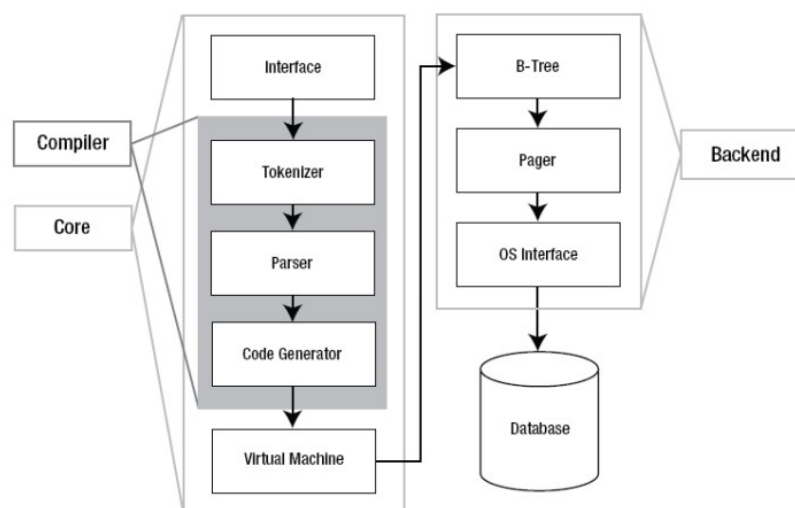 Interface
Compiler
Tokenizer
Core
Parser
Code Generator
Virtual Machine
B-Tree
Pager
Backend
OS Interface
Database